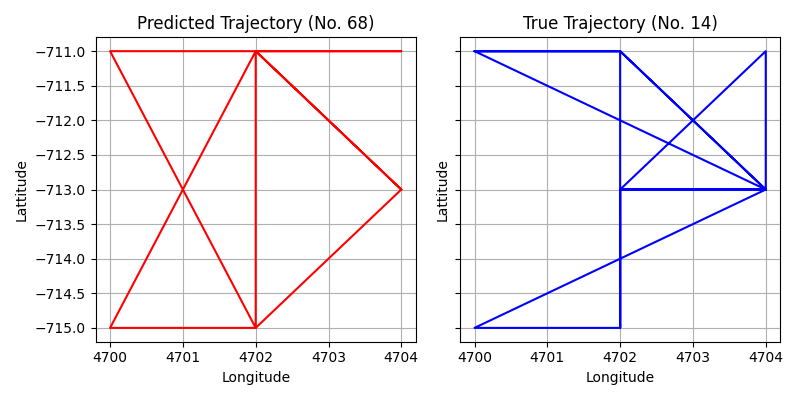 Predicted Trajectory (No. 68)
True Trajectory (No. 14)
−711.0
−711.5
−712.0
−712.5
−713.0
−713.5
−714.0
−714.5
−715.0
Lattitude
Lattitude
4700 4701 4702 4703 4704
4700 4701 4702 4703 4704
Longitude
Longitude